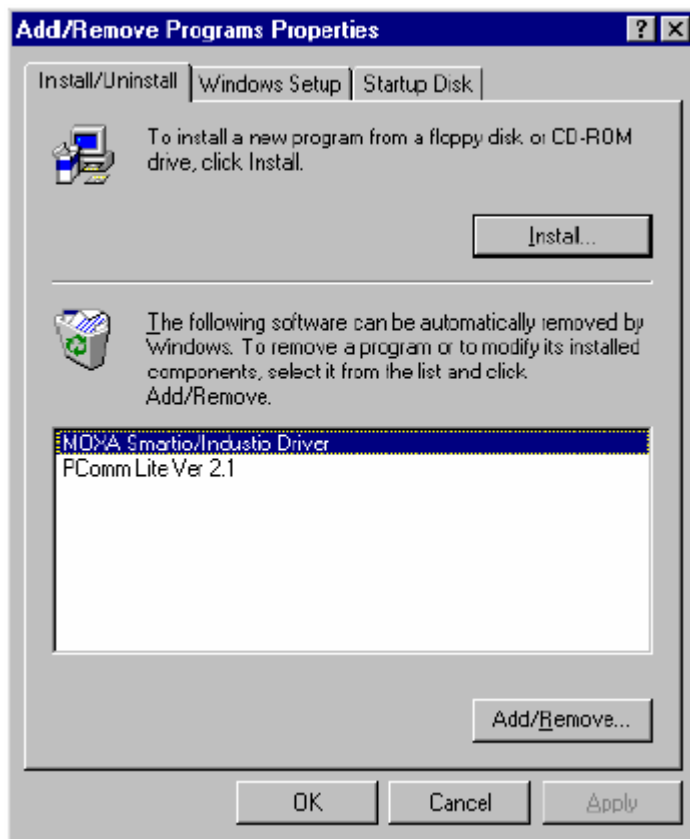 Add/Remove Programs Properties
Install/Uninstall
Windows Setup
Startup Disk
To install a new program from a floppy disk or CD-ROM
drive, click Install.
Install...
The following software can be automatically removed by
Windows. To remove a program or to modify its installed
components, select it from the list and click
Add/Remove.
MOXA Smartio/Industio Driver
PComm Lite Ver 2.1
Add/Remove...
OK
Cancel
Apply